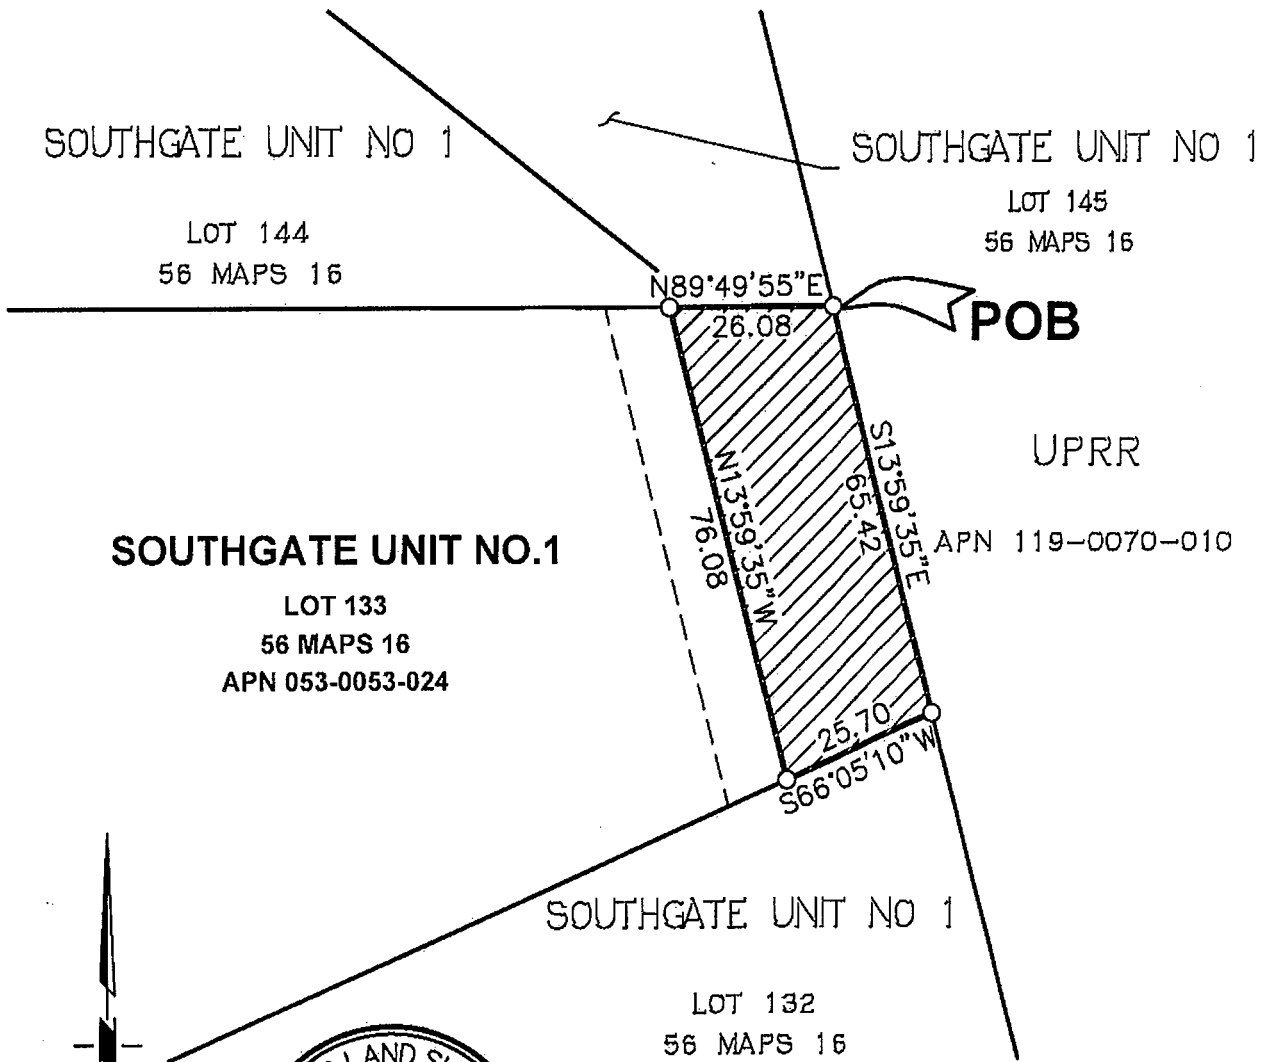 SOUTHGATE UNIT NO 1
LOT 144
56 MAPS 16
SOUTHGATE UNIT NO 1
LOT 145
56 MAPS 16
N89°49'55"E
26.08
POB
S13°59'35"E
65.42
UPRR
APN 119-0070-010
N13°59'35"W
76.08
SOUTHGATE UNIT NO.1
LOT 133
56 MAPS 16
APN 053-0053-024
25.70
S66°05'10"W
SOUTHGATE UNIT NO 1
LOT 132
56 MAPS 16
LAND